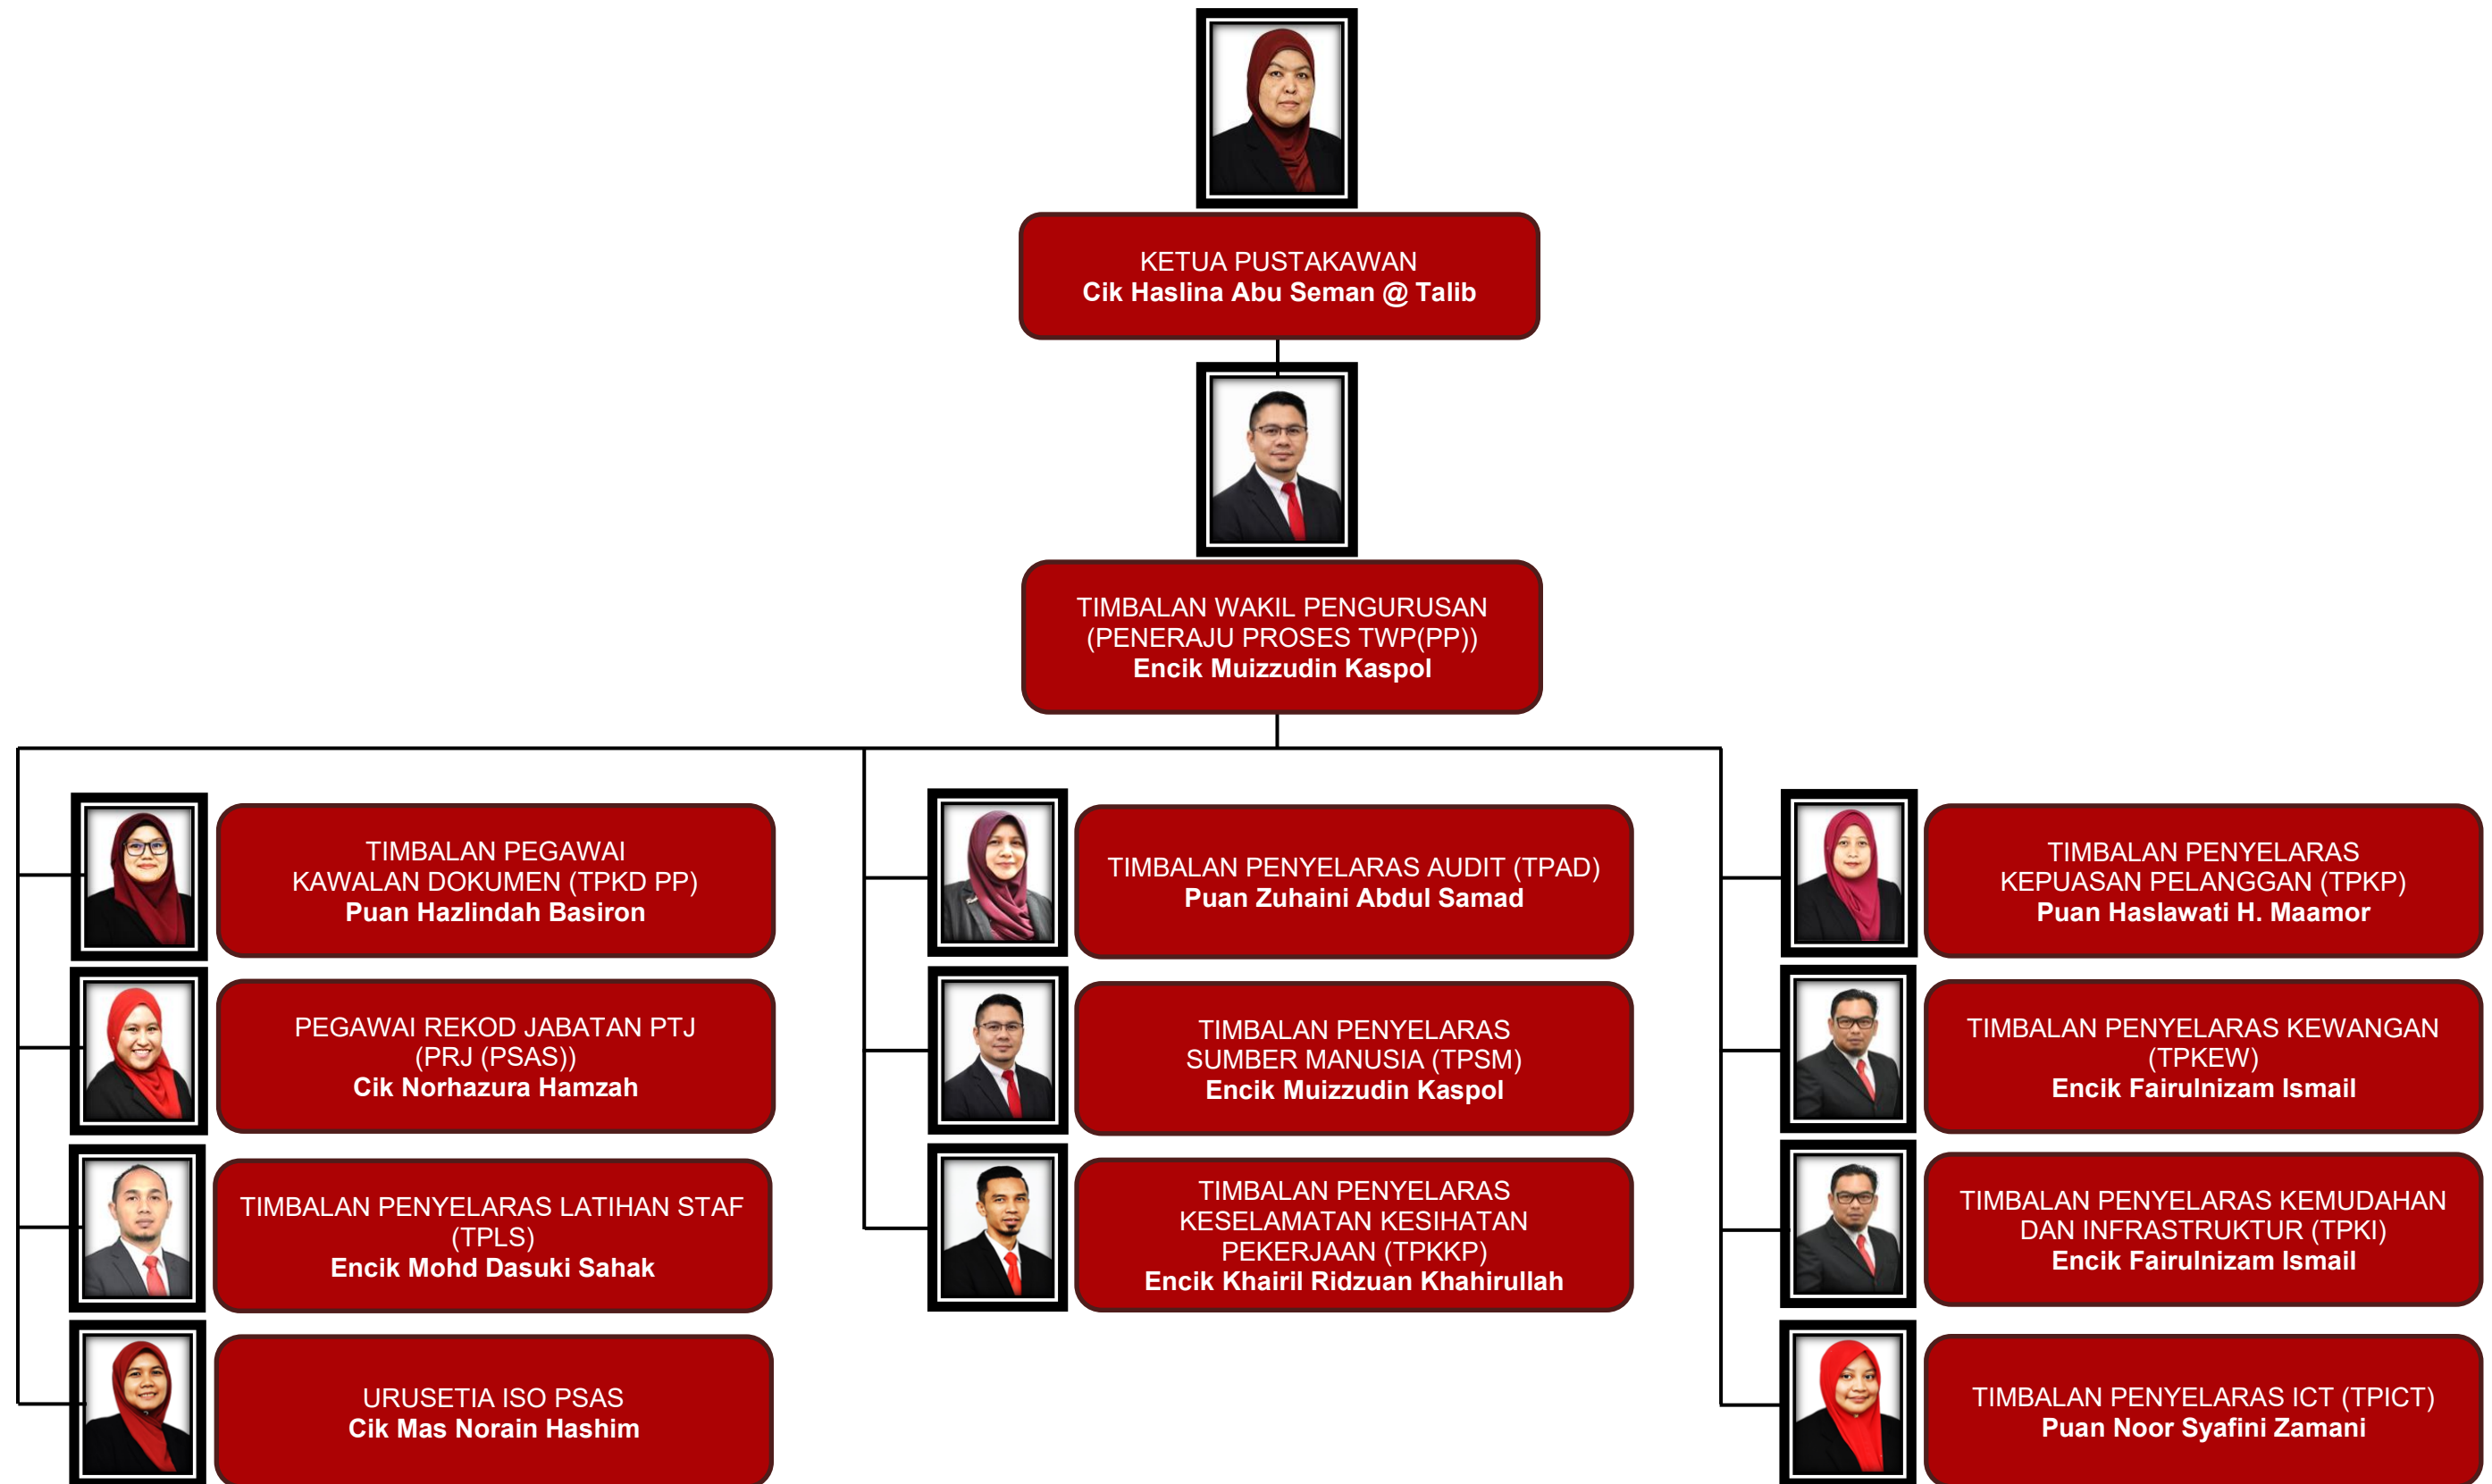 KETUA PUSTAKAWAN
Cik Haslina Abu Seman @ Talib
TIMBALAN WAKIL PENGURUSAN
(PENERAJU PROSES TWP(PP))
Encik Muizzudin Kaspol
TIMBALAN PEGAWAI
KAWALAN DOKUMEN (TPKD PP)
Puan Hazlindah Basiron
PEGAWAI REKOD JABATAN PTJ
(PRJ (PSAS))
Cik Norhazura Hamzah
TIMBALAN PENYELARAS LATIHAN STAF
(TPLS)
Encik Mohd Dasuki Sahak
URUSETIA ISO PSAS
Cik Mas Norain Hashim
TIMBALAN PENYELARAS AUDIT (TPAD)
Puan Zuhaini Abdul Samad
TIMBALAN PENYELARAS
SUMBER MANUSIA (TPSM)
Encik Muizzudin Kaspol
TIMBALAN PENYELARAS
KESELAMATAN KESIHATAN
PEKERJAAN (TPKKP)
Encik Khairil Ridzuan Khahirullah
TIMBALAN PENYELARAS
KEPUASAN PELANGGAN (TPKP)
Puan Haslawati H. Maamor
TIMBALAN PENYELARAS KEWANGAN
(TPKEW)
Encik Fairulnizam Ismail
TIMBALAN PENYELARAS KEMUDAHAN
DAN INFRASTRUKTUR (TPKI)
Encik Fairulnizam Ismail
TIMBALAN PENYELARAS ICT (TPICT)
Puan Noor Syafini Zamani